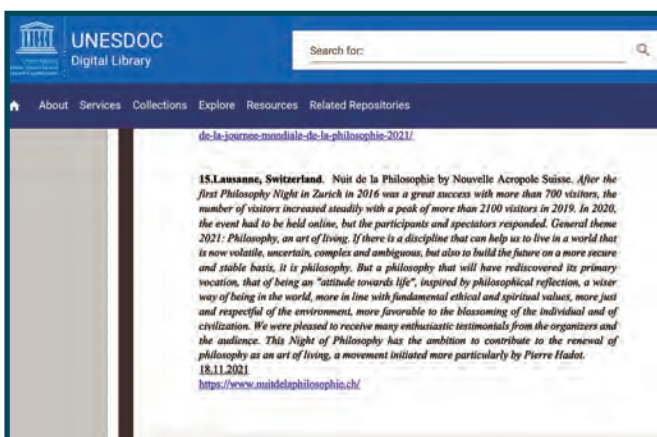 UNESDOC
Digital Library
Search for:
About Services Collections Explore Resources Related Repositories
de-la-journee-mondiale-de-la-philosophie-2021/
15.Lausanne, Switzerland. Nuit de la Philosophie by Nouvelle Acropole Suisse. After the
first Philosophy Night in Zurich in 2016 was a great success with more than 700 visitors, the
number of visitors increased steadily with a peak of more than 2100 visitors in 2019. In 2020,
the event had to be held online, but the participants and spectators responded. General theme
2021: Philosophy, an art of living. If there is a discipline that can help us to live in a world that
is now volatile, uncertain, complex and ambiguous, but also to build the future on a more secure
and stable basis, it is philosophy. But a philosophy that will have rediscovered its primary
vocation, that of being an "attitude towards life", inspired by philosophical reflection, a wiser
way of being in the world, more in line with fundamental ethical and spiritual values, more just
and respectful of the environment, more favorable to the blossoming of the individual and of
civilization. We were pleased to receive many enthusiastic testimonials from the organizers and
the audience. This Night of Philosophy has the ambition to contribute to the renewal of
philosophy as an art of living, a movement initiated more particularly by Pierre Hadot.
18.11.2021
https://www.nuitdelaphilosophie.ch/